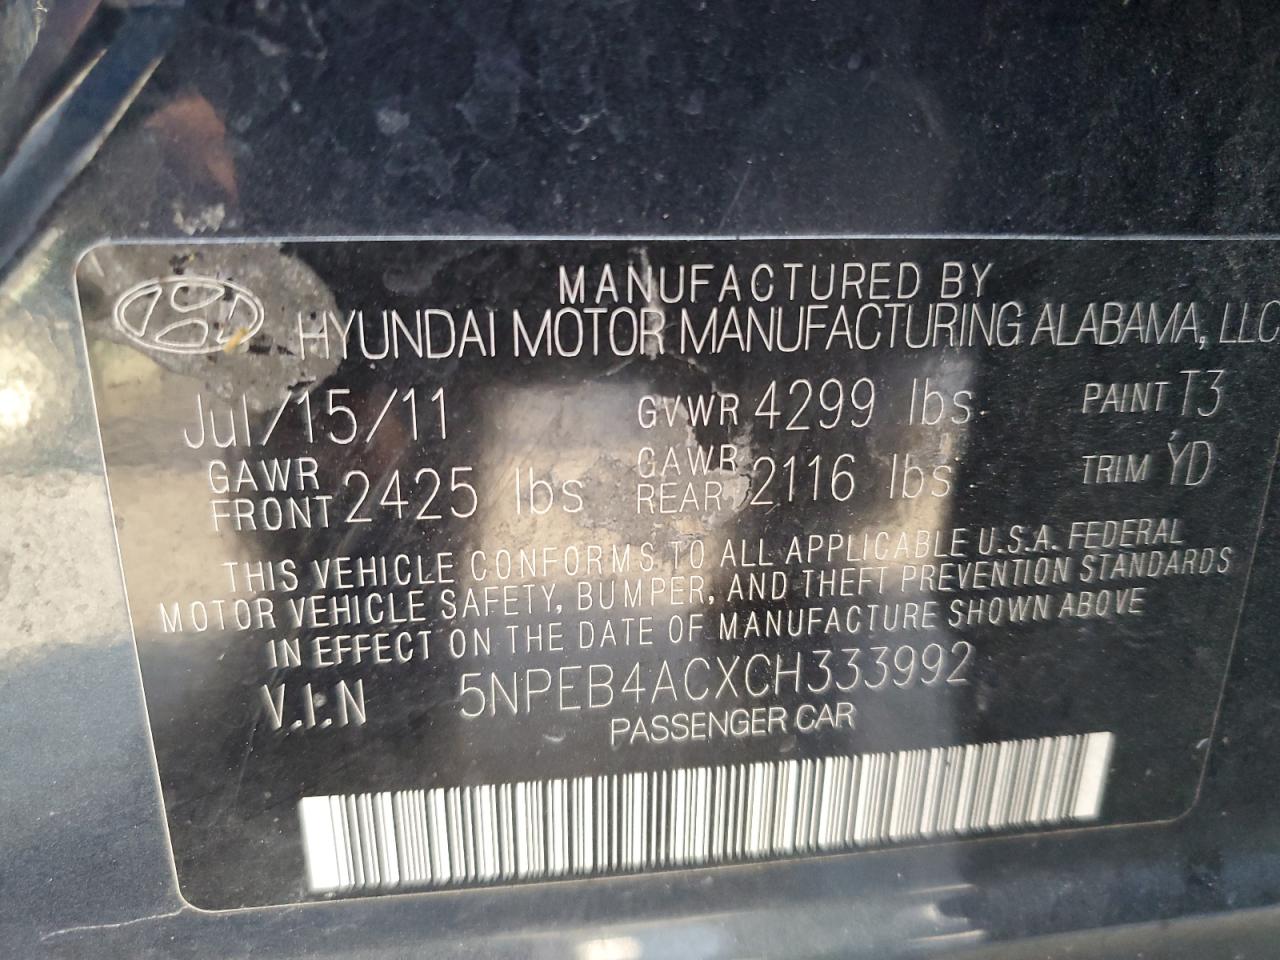 MANUFACTURED BY
HYUNDAI MOTOR MANUFACTURING ALABAMA, LLC
Jul/15/11 GVWR 4299 lbs PAINT T3
GAWR FRONT 2425 lbs GAWR REAR 2116 lbs TRIM YD
THIS VEHICLE CONFORMS TO ALL APPLICABLE U.S.A. FEDERAL
MOTOR VEHICLE SAFETY, BUMPER, AND THEFT PREVENTION STANDARDS
IN EFFECT ON THE DATE OF MANUFACTURE SHOWN ABOVE
V.I.N 5NPEB4ACXCH333992
PASSENGER CAR